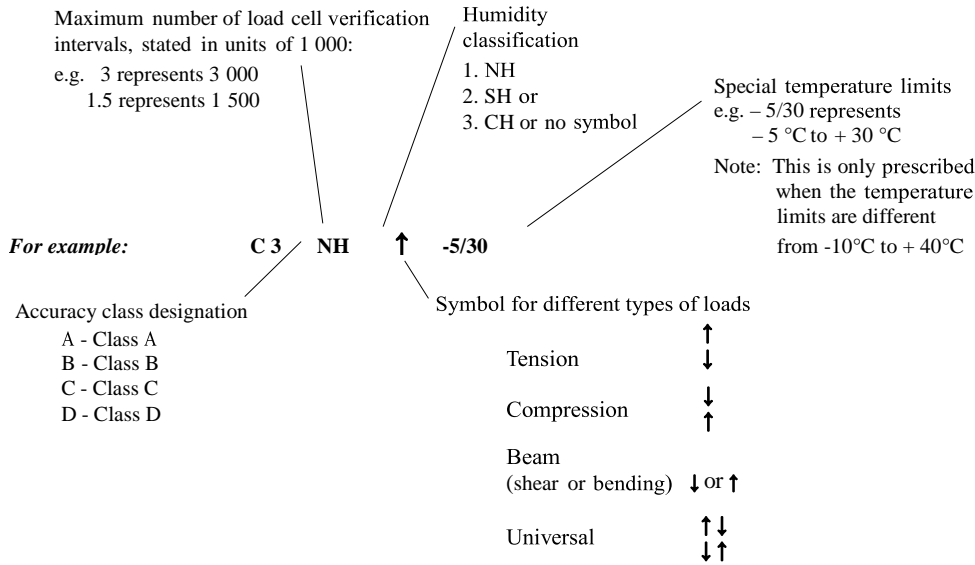 Maximum number of load cell verification
intervals, stated in units of 1 000:
e.g. 3 represents 3 000
1.5 represents 1 500
Humidity
classification
1. NH
2. SH or
3. CH or no symbol
Special temperature limits
e.g. – 5/30 represents
– 5 °C to + 30 °C
Note: This is only prescribed
when the temperature
limits are different
from -10°C to + 40°C
For example: C 3 NH ↑ -5/30
Accuracy class designation
A - Class A
B - Class B
C - Class C
D - Class D
Symbol for different types of loads
↑
Tension ↓
Compression ↓
↑
Beam
(shear or bending) ↓ or ↑
Universal ↑ ↓
↓ ↑